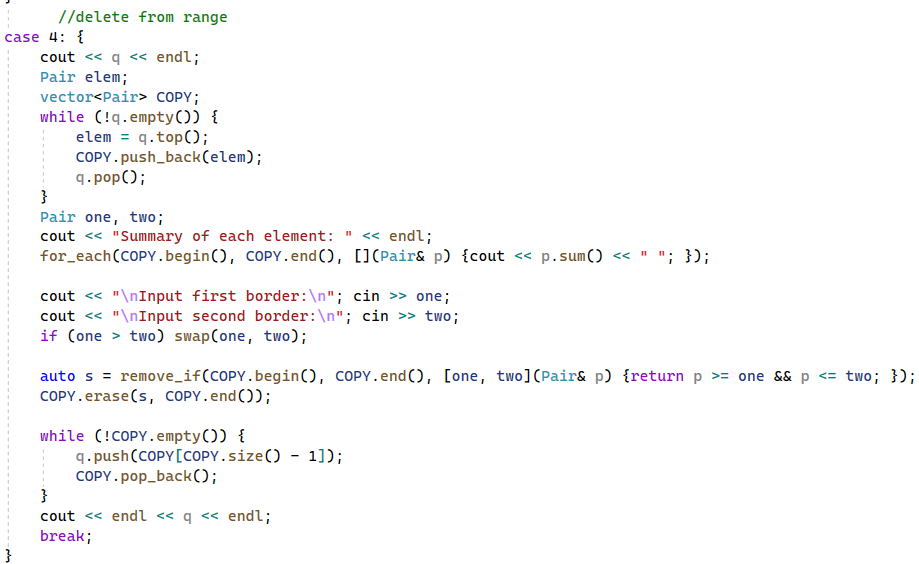 //delete from range
case 4: {
cout << q << endl;
Pair elem;
vector<Pair> COPY;
while (!q.empty()) {
elem = q.top();
COPY.push_back(elem);
q.pop();
}
Pair one, two;
cout << "Summary of each element: " << endl;
for_each(COPY.begin(), COPY.end(), [](Pair& p) {cout << p.sum() << " "; });
cout << "\nInput first border:\n"; cin >> one;
cout << "\nInput second border:\n"; cin >> two;
if (one > two) swap(one, two);
auto s = remove_if(COPY.begin(), COPY.end(), [one, two](Pair& p) {return p >= one && p <= two; });
COPY.erase(s, COPY.end());
while (!COPY.empty()) {
q.push(COPY[COPY.size() - 1]);
COPY.pop_back();
}
cout << endl << q << endl;
break;
}